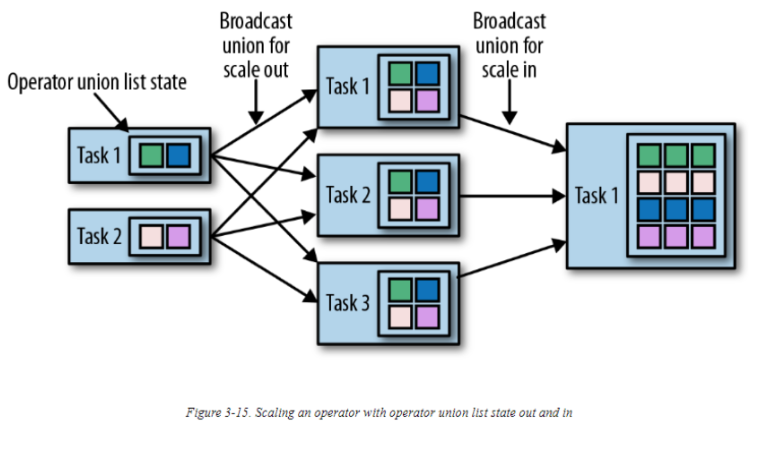 Broadcast
union for
scale out
Broadcast
union for
scale in
Operator union list state
Task 1
Task 2
Task 1
Task 2
Task 3
Task 1
Figure 3-15. Scaling an operator with operator union list state out and in